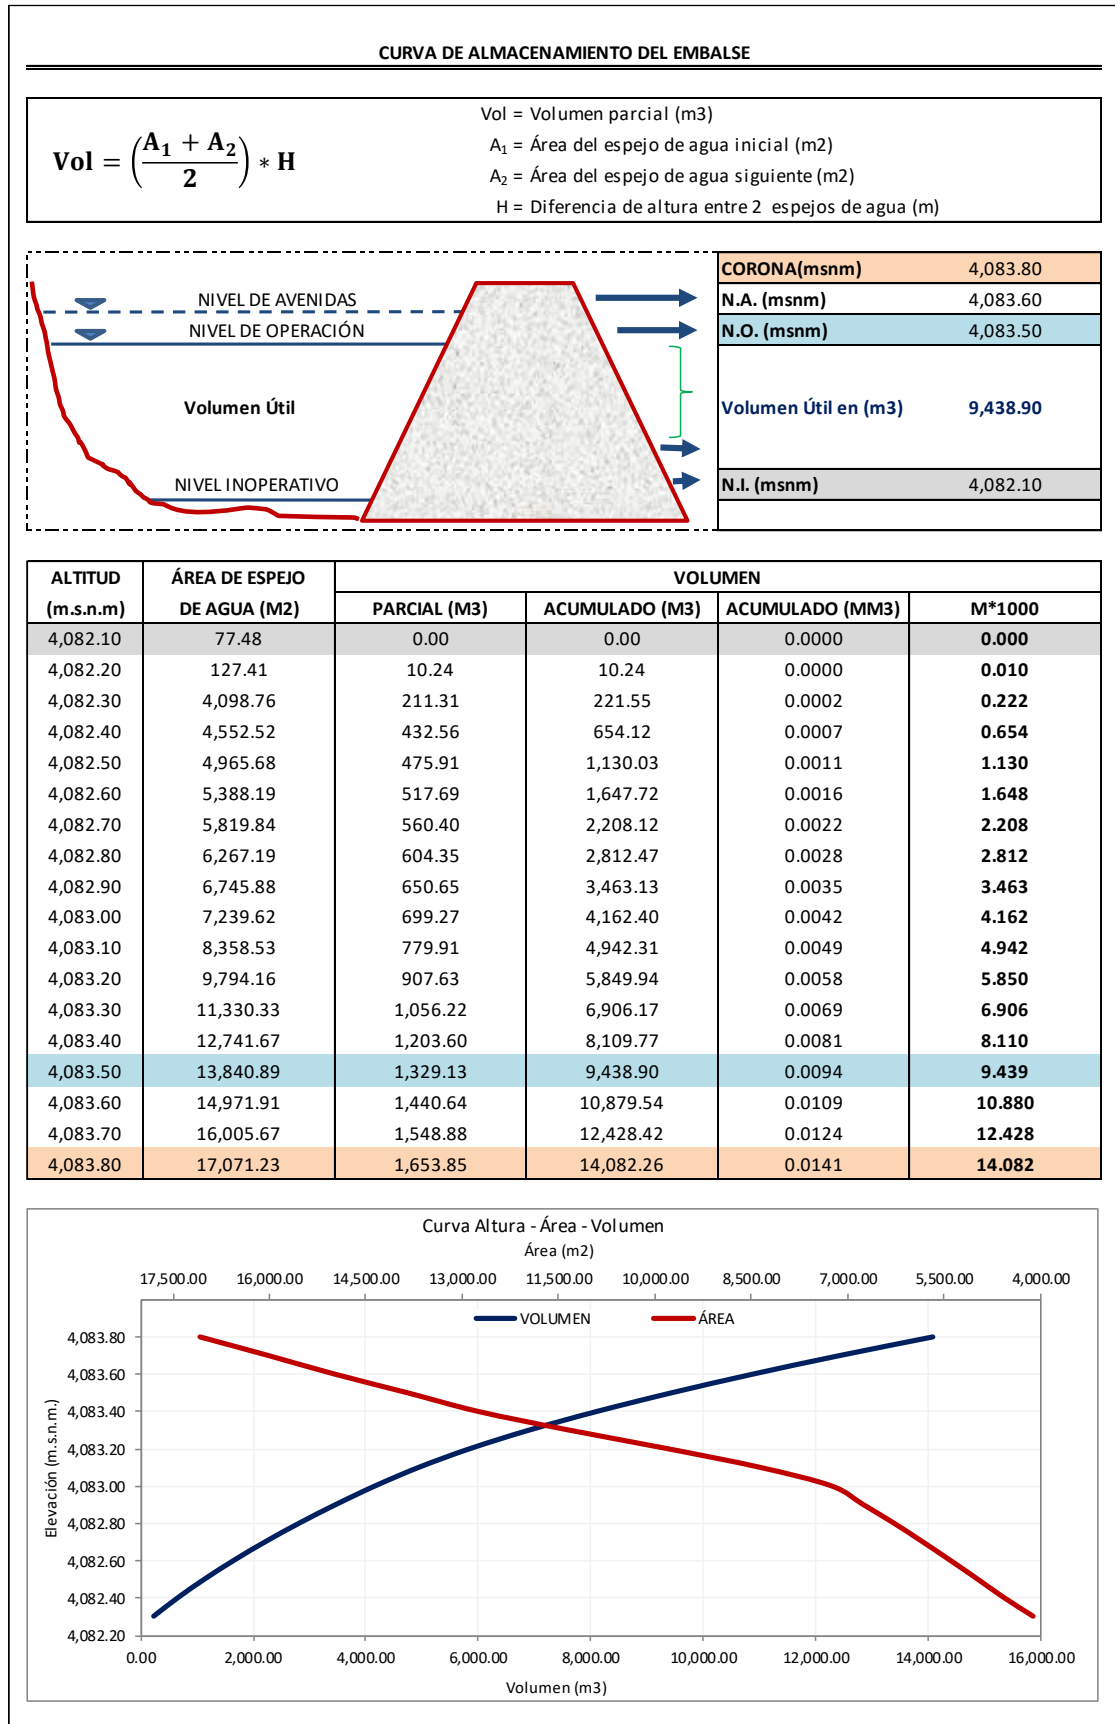 CURVA DE ALMACENAMIENTO DEL EMBALSE
Vol = ((A₁ + A₂) / 2) * H
Vol = Volumen parcial (m3)
A₁ = Área del espejo de agua inicial (m2)
A₂ = Área del espejo de agua siguiente (m2)
H = Diferencia de altura entre 2 espejos de agua (m)
NIVEL DE AVENIDAS
NIVEL DE OPERACIÓN
Volumen Útil
NIVEL INOPERATIVO
CORONA(msnm) 4,083.80
N.A. (msnm) 4,083.60
N.O. (msnm) 4,083.50
Volumen Útil en (m3) 9,438.90
N.I. (msnm) 4,082.10
ALTITUD ÁREA DE ESPEJO VOLUMEN
(m.s.n.m) DE AGUA (M2) PARCIAL (M3) ACUMULADO (M3) ACUMULADO (MM3) M*1000
4,082.10 77.48 0.00 0.00 0.0000 0.000
4,082.20 127.41 10.24 10.24 0.0000 0.010
4,082.30 4,098.76 211.31 221.55 0.0002 0.222
4,082.40 4,552.52 432.56 654.12 0.0007 0.654
4,082.50 4,965.68 475.91 1,130.03 0.0011 1.130
4,082.60 5,388.19 517.69 1,647.72 0.0016 1.648
4,082.70 5,819.84 560.40 2,208.12 0.0022 2.208
4,082.80 6,267.19 604.35 2,812.47 0.0028 2.812
4,082.90 6,745.88 650.65 3,463.13 0.0035 3.463
4,083.00 7,239.62 699.27 4,162.40 0.0042 4.162
4,083.10 8,358.53 779.91 4,942.31 0.0049 4.942
4,083.20 9,794.16 907.63 5,849.94 0.0058 5.850
4,083.30 11,330.33 1,056.22 6,906.17 0.0069 6.906
4,083.40 12,741.67 1,203.60 8,109.77 0.0081 8.110
4,083.50 13,840.89 1,329.13 9,438.90 0.0094 9.439
4,083.60 14,971.91 1,440.64 10,879.54 0.0109 10.880
4,083.70 16,005.67 1,548.88 12,428.42 0.0124 12.428
4,083.80 17,071.23 1,653.85 14,082.26 0.0141 14.082
Curva Altura - Área - Volumen
Área (m2)
17,500.00 16,000.00 14,500.00 13,000.00 11,500.00 10,000.00 8,500.00 7,000.00 5,500.00 4,000.00
VOLUMEN ÁREA
Elevación (m.s.n.m.)
4,083.80
4,083.60
4,083.40
4,083.20
4,083.00
4,082.80
4,082.60
4,082.40
4,082.20
0.00 2,000.00 4,000.00 6,000.00 8,000.00 10,000.00 12,000.00 14,000.00 16,000.00
Volumen (m3)